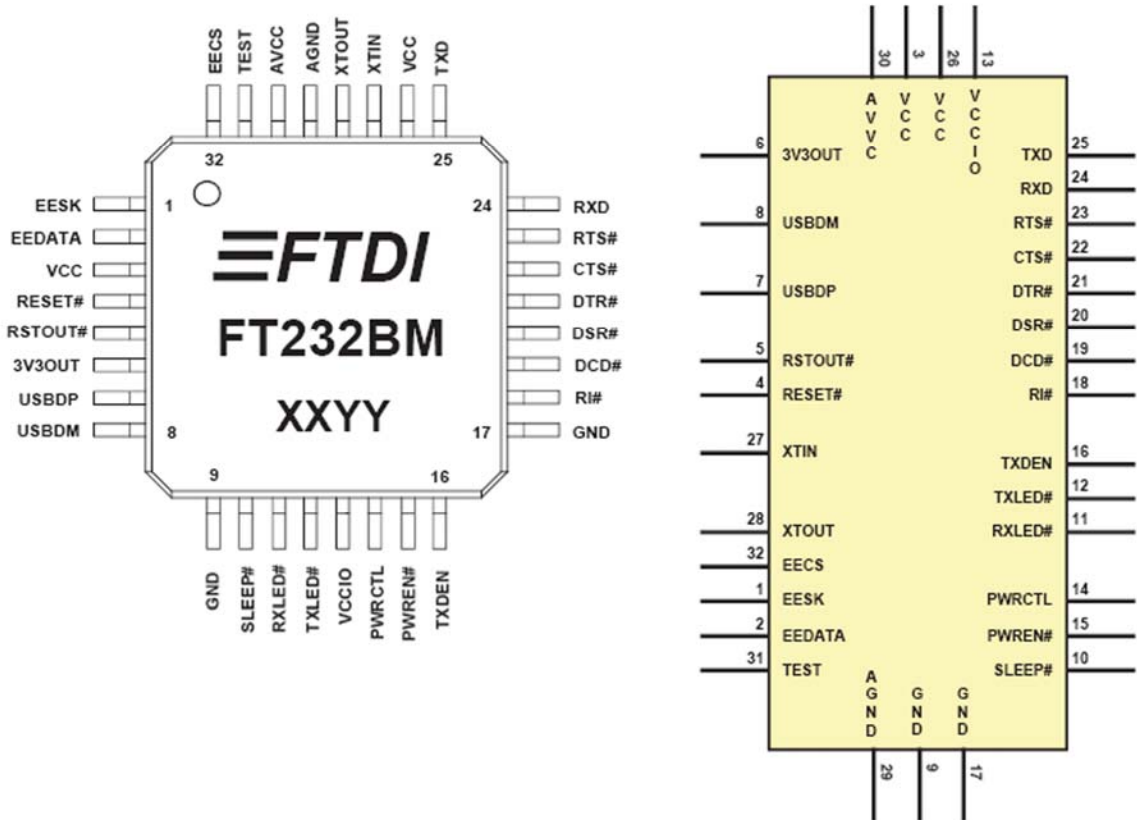 EECS
TEST
AVCC
AGND
XTOUT
XTIN
VCC
TXD
32
25
EESK
1
24
RXD
EEDATA
RTS#
VCC
CTS#
RESET#
DTR#
RSTOUT#
DSR#
3V3OUT
DCD#
USBDP
RI#
USBDM
8
17
GND
FTDI
FT232BM
XXYY
9
16
GND
SLEEP#
RXLED#
TXLED#
VCCIO
PWRCTL
PWREN#
TXDEN
30
3
26
13
AVVC
VCC
VCC
VCCIO
6
3V3OUT
8
USBDM
7
USBDP
5
RSTOUT#
4
RESET#
27
XTIN
28
XTOUT
32
EECS
1
EESK
2
EEDATA
31
TEST
TXD
25
RXD
24
RTS#
23
CTS#
22
DTR#
21
DSR#
20
DCD#
19
RI#
18
TXDEN
16
TXLED#
12
RXLED#
11
PWRCTL
14
PWREN#
15
SLEEP#
10
AGND
GND
GND
29
9
17